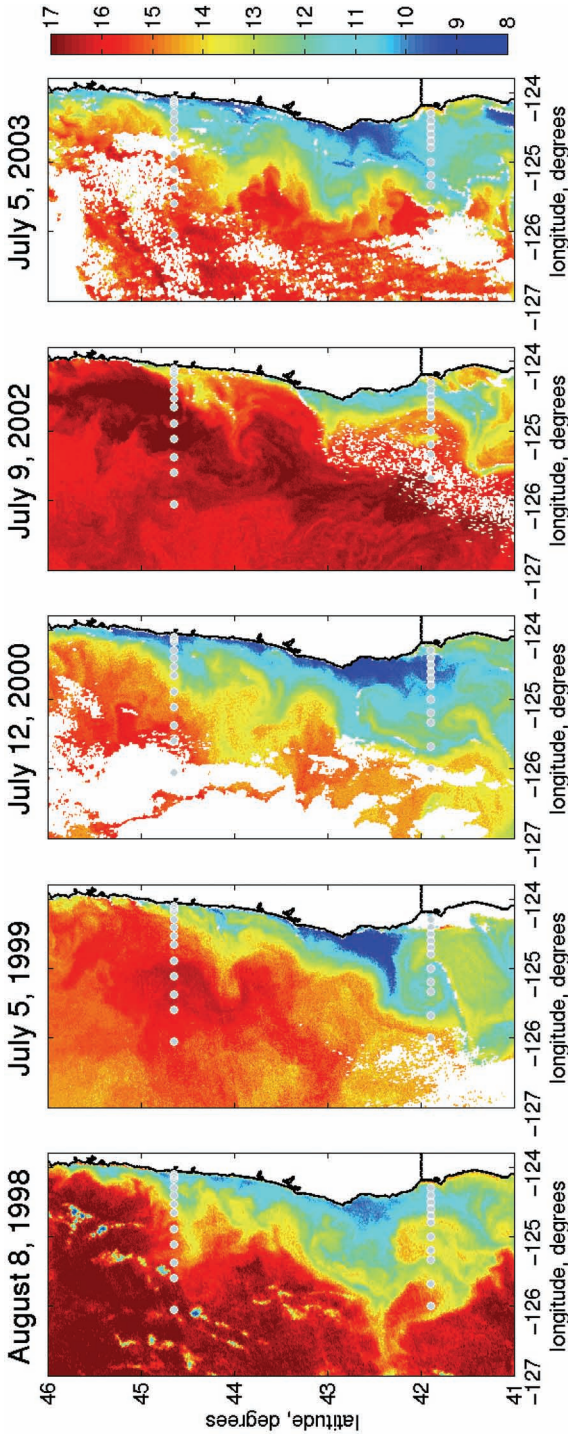 August 8, 1998
July 5, 1999
July 12, 2000
July 9, 2002
July 5, 2003
latitude, degrees
46
45
44
43
42
41
−127 −126 −125 −124
longitude, degrees
−127 −126 −125 −124
longitude, degrees
−127 −126 −125 −124
longitude, degrees
−127 −126 −125 −124
longitude, degrees
−127 −126 −125 −124
longitude, degrees
17
16
15
14
13
12
11
10
9
8